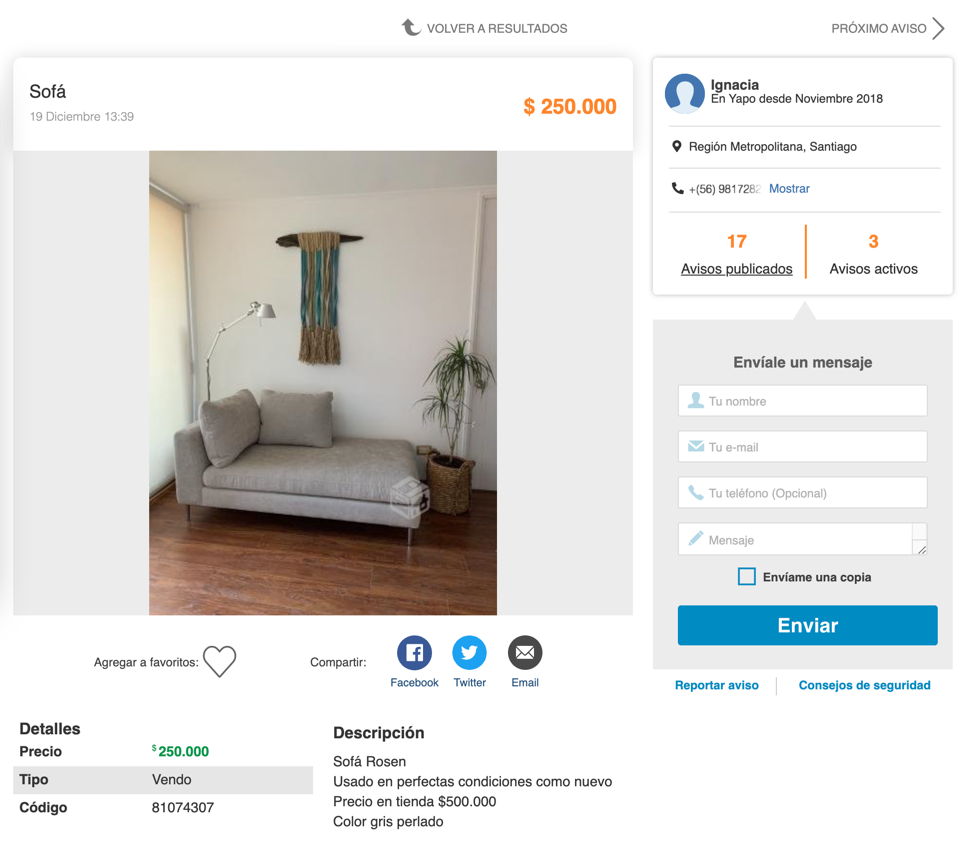 VOLVER A RESULTADOS
PRÓXIMO AVISO
Sofá
19 Diciembre 13:39
$ 250.000
Ignacia
En Yapo desde Noviembre 2018
Región Metropolitana, Santiago
+(56) 9817282 Mostrar
17
Avisos publicados
3
Avisos activos
Envíale un mensaje
Tu nombre
Tu e-mail
Tu teléfono (Opcional)
Mensaje
Envíame una copia
Enviar
Reportar aviso
Consejos de seguridad
Agregar a favoritos:
Compartir:
Facebook
Twitter
Email
Detalles
Precio $ 250.000
Tipo Vendo
Código 81074307
Descripción
Sofá Rosen
Usado en perfectas condiciones como nuevo
Precio en tienda $500.000
Color gris perlado